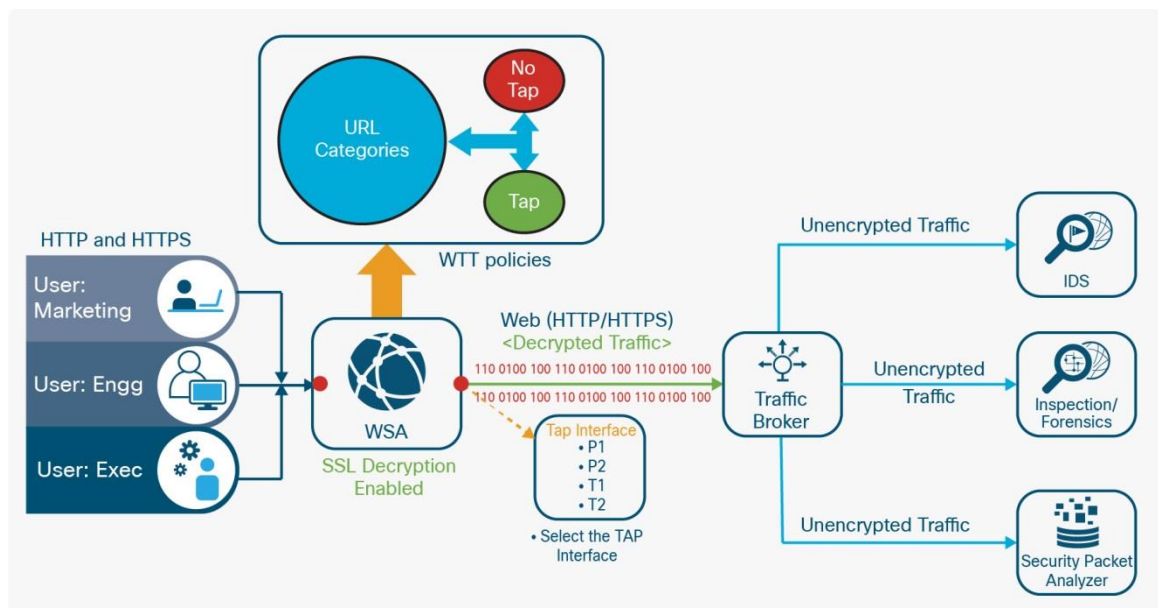 No
Tap
URL
Categories
Tap
WTT policies
HTTP and HTTPS
User:
Marketing
User: Engg
User: Exec
WSA
SSL Decryption
Enabled
Web (HTTP/HTTPS)
<Decrypted Traffic>
110 0100 100 110 0100 100 110 0100 100
110 0100 100 110 0100 100 110 0100 100
Tap Interface
• P1
• P2
• T1
• T2
• Select the TAP
Interface
Traffic
Broker
Unencrypted Traffic
IDS
Unencrypted
Traffic
Inspection/
Forensics
Unencrypted Traffic
Security Packet
Analyzer